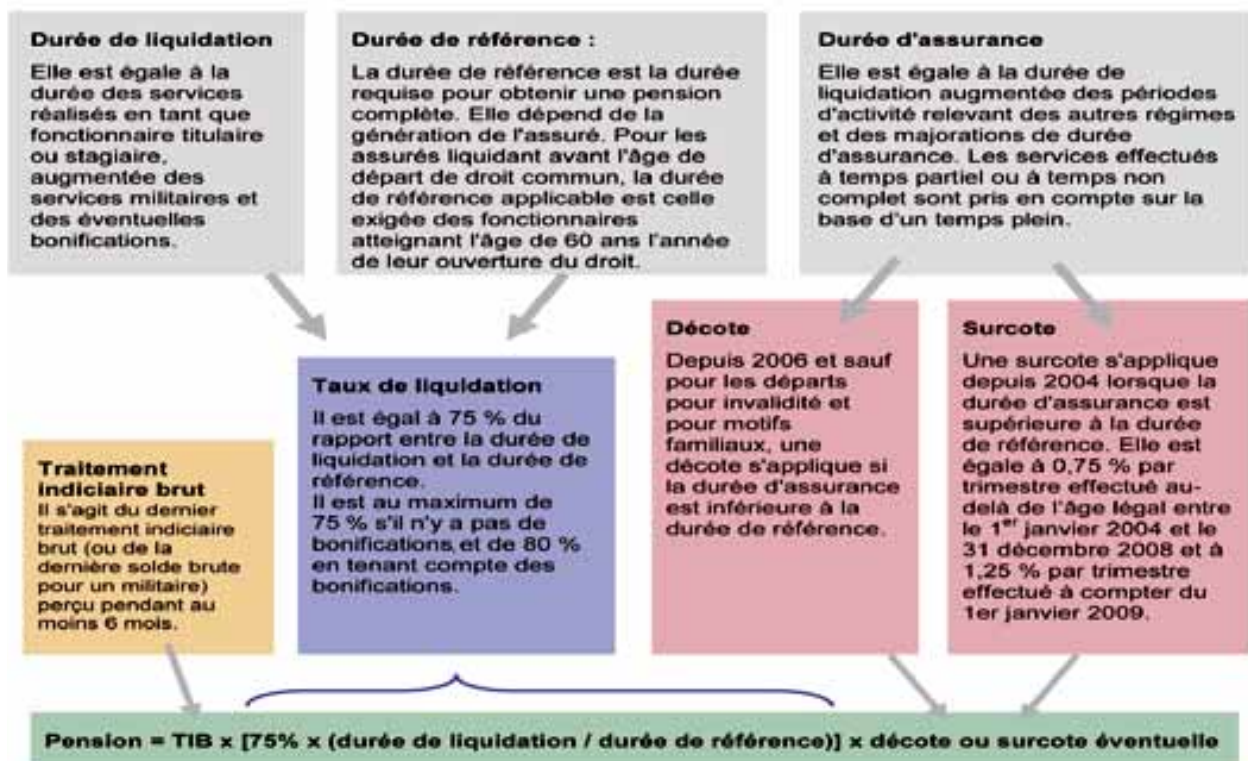 Durée de liquidation
Elle est égale à la
durée des services
réalisés en tant que
fonctionnaire titulaire
ou stagiaire,
augmentée des
services militaires et
des éventuelles
bonifications.
Durée de référence :
La durée de référence est la durée
requise pour obtenir une pension
complète. Elle dépend de la
génération de l'assuré. Pour les
assurés liquidant avant l'âge de
départ de droit commun, la durée
de référence applicable est celle
exigée des fonctionnaires
atteignant l'âge de 60 ans l'année
de leur ouverture du droit.
Durée d'assurance
Elle est égale à la durée de
liquidation augmentée des périodes
d'activité relevant des autres régimes
et des majorations de durée
d'assurance. Les services effectués
à temps partiel ou à temps non
complet sont pris en compte sur la
base d'un temps plein.
Traitement
indiciaire brut
Il s'agit du dernier
traitement indiciaire
brut (ou de la
dernière solde brute
pour un militaire)
perçu pendant au
moins 6 mois.
Taux de liquidation
Il est égal à 75 % du
rapport entre la durée de
liquidation et la durée de
référence.
Il est au maximum de
75 % s'il n'y a pas de
bonifications, et de 80 %
en tenant compte des
bonifications.
Décote
Depuis 2006 et sauf
pour les départs
pour invalidité et
pour motifs
familiaux, une
décote s'applique si
la durée d'assurance
est inférieure à la
durée de référence.
Surcote
Une surcote s'applique
depuis 2004 lorsque la
durée d'assurance est
supérieure à la durée
de référence. Elle est
égale à 0,75 % par
trimestre effectué au-
delà de l'âge légal entre
le 1er janvier 2004 et le
31 décembre 2008 et à
1,25 % par trimestre
effectué à compter du
1er janvier 2009.
Pension = TIB x [75% x (durée de liquidation / durée de référence)] x décote ou surcote éventuelle